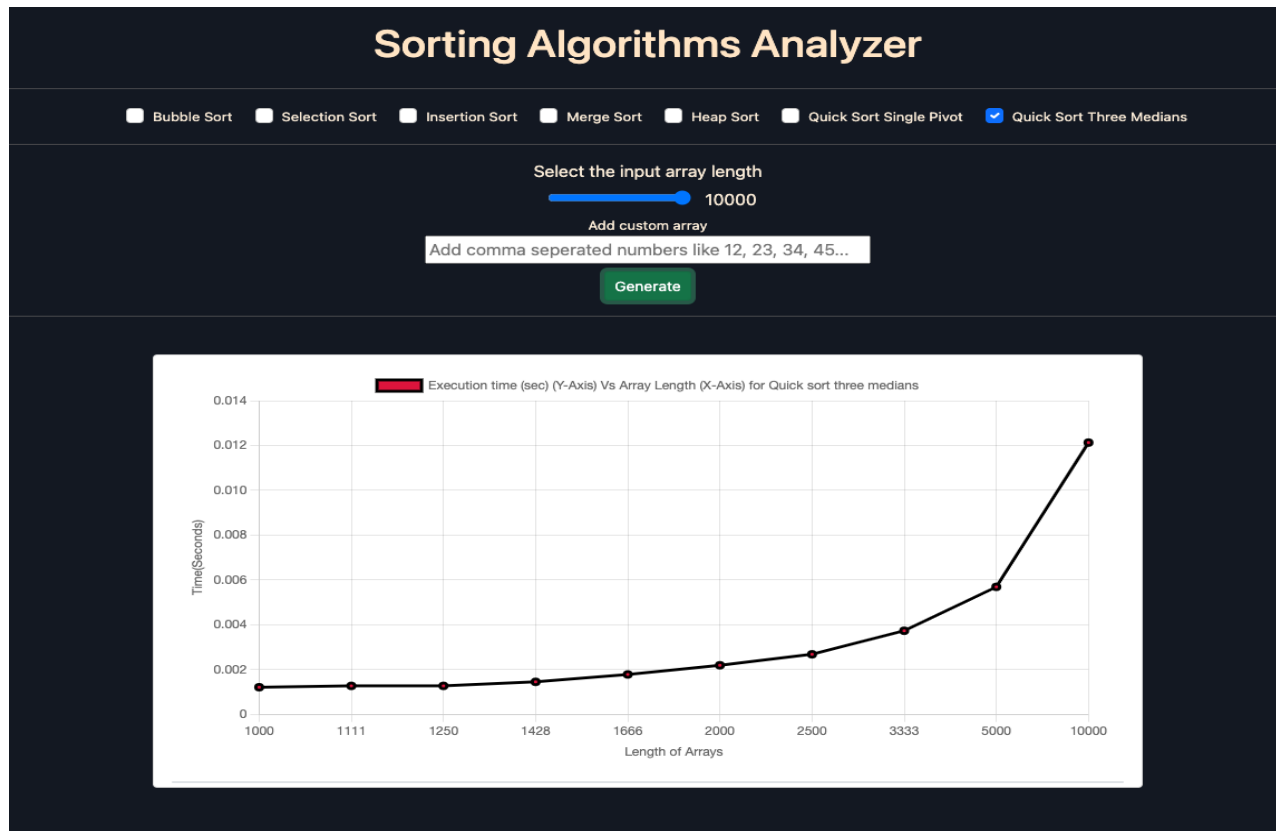 Sorting Algorithms Analyzer
Bubble Sort Selection Sort Insertion Sort Merge Sort Heap Sort Quick Sort Single Pivot Quick Sort Three Medians
Select the input array length
10000
Add custom array
Add comma seperated numbers like 12, 23, 34, 45...
Generate
Execution time (sec) (Y-Axis) Vs Array Length (X-Axis) for Quick sort three medians
0.014
0.012
0.010
0.008
0.006
0.004
0.002
0
Time(Seconds)
1000 1111 1250 1428 1666 2000 2500 3333 5000 10000
Length of Arrays